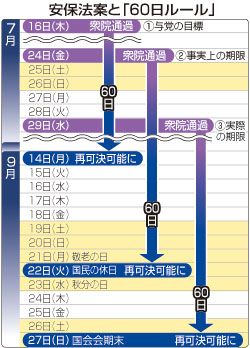 安保法案と「60日ルール」
7月
16日(木) 衆院通過 ①与党の目標
24日(金) 衆院通過 ②事実上の期限
25日(土)
26日(日)
27日(月)
28日(火)
29日(水) 衆院通過 ③実際の期限
60日
9月
14日(月) 再可決可能に
15日(火)
16日(水)
17日(木)
18日(金)
60日
19日(土)
20日(日)
21日(月) 敬老の日
22日(火) 国民の休日 再可決可能に
23日(水) 秋分の日
60日
24日(木)
25日(金)
26日(土)
27日(日) 国会会期末 再可決可能に